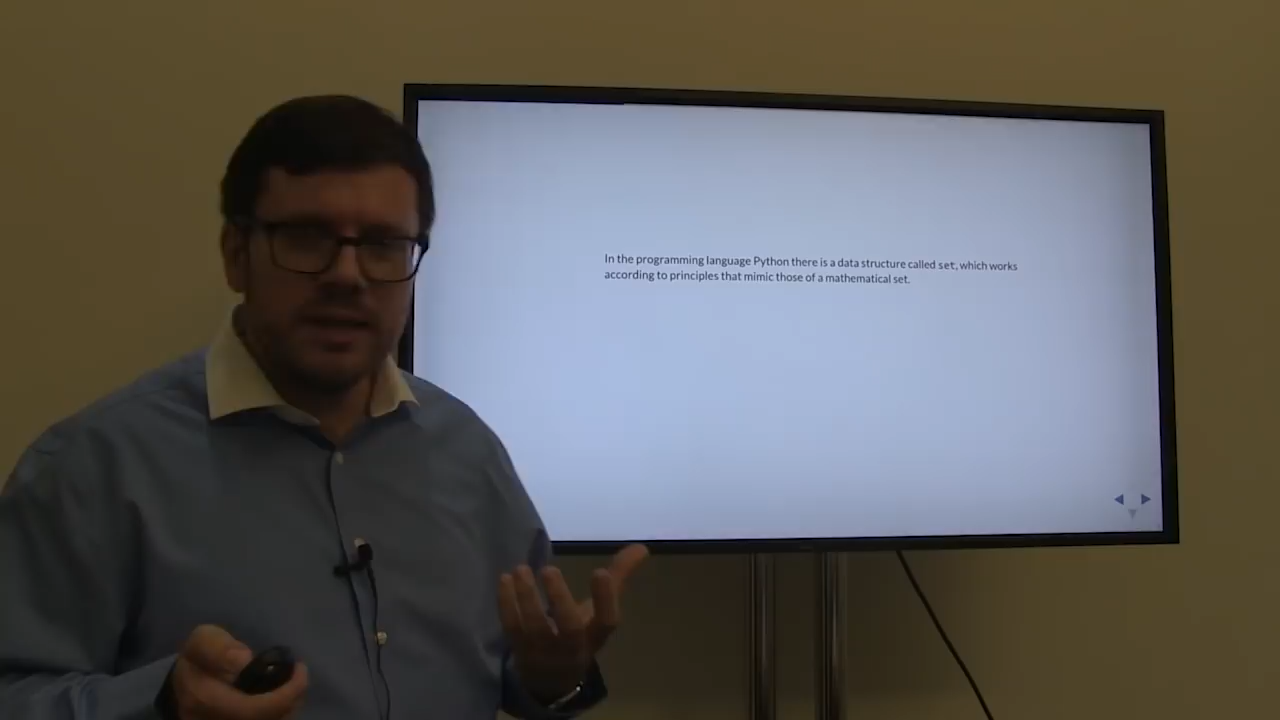 In the programming language Python there is a data structure called set, which works
according to principles that mimic those of a mathematical set.